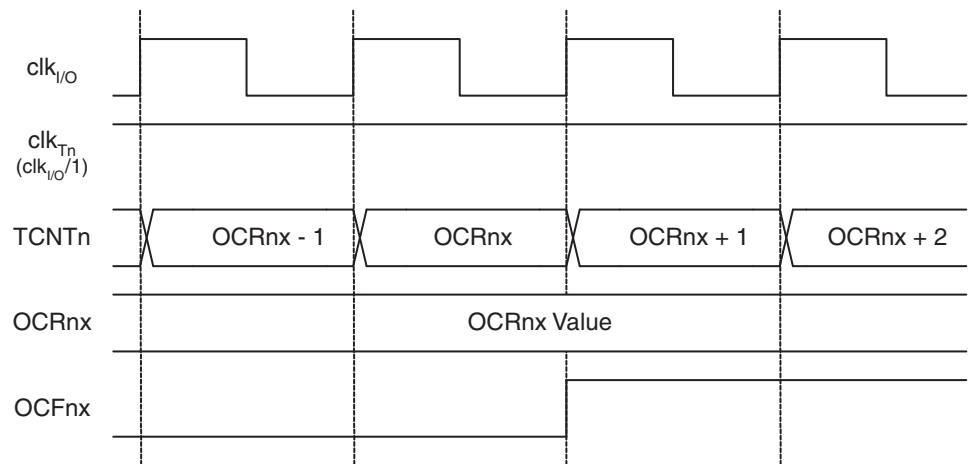 clkI/O
clkTn
(clkI/O/1)
TCNTn OCRnx - 1 OCRnx OCRnx + 1 OCRnx + 2
OCRnx OCRnx Value
OCFnx